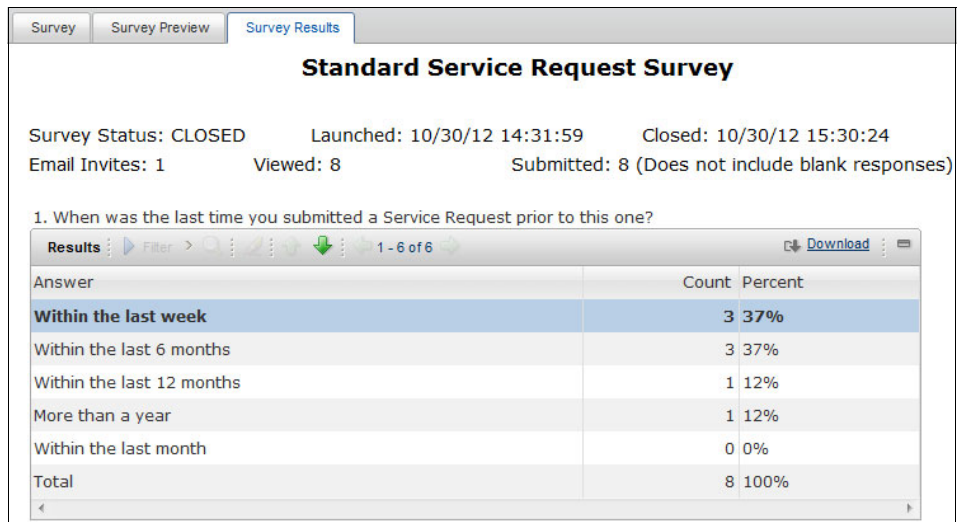 Survey Survey Preview Survey Results
Standard Service Request Survey
Survey Status: CLOSED Launched: 10/30/12 14:31:59 Closed: 10/30/12 15:30:24
Email Invites: 1 Viewed: 8 Submitted: 8 (Does not include blank responses)
1. When was the last time you submitted a Service Request prior to this one?
Results Filter > 1 - 6 of 6 Download
Answer Count Percent
Within the last week 3 37%
Within the last 6 months 3 37%
Within the last 12 months 1 12%
More than a year 1 12%
Within the last month 0 0%
Total 8 100%